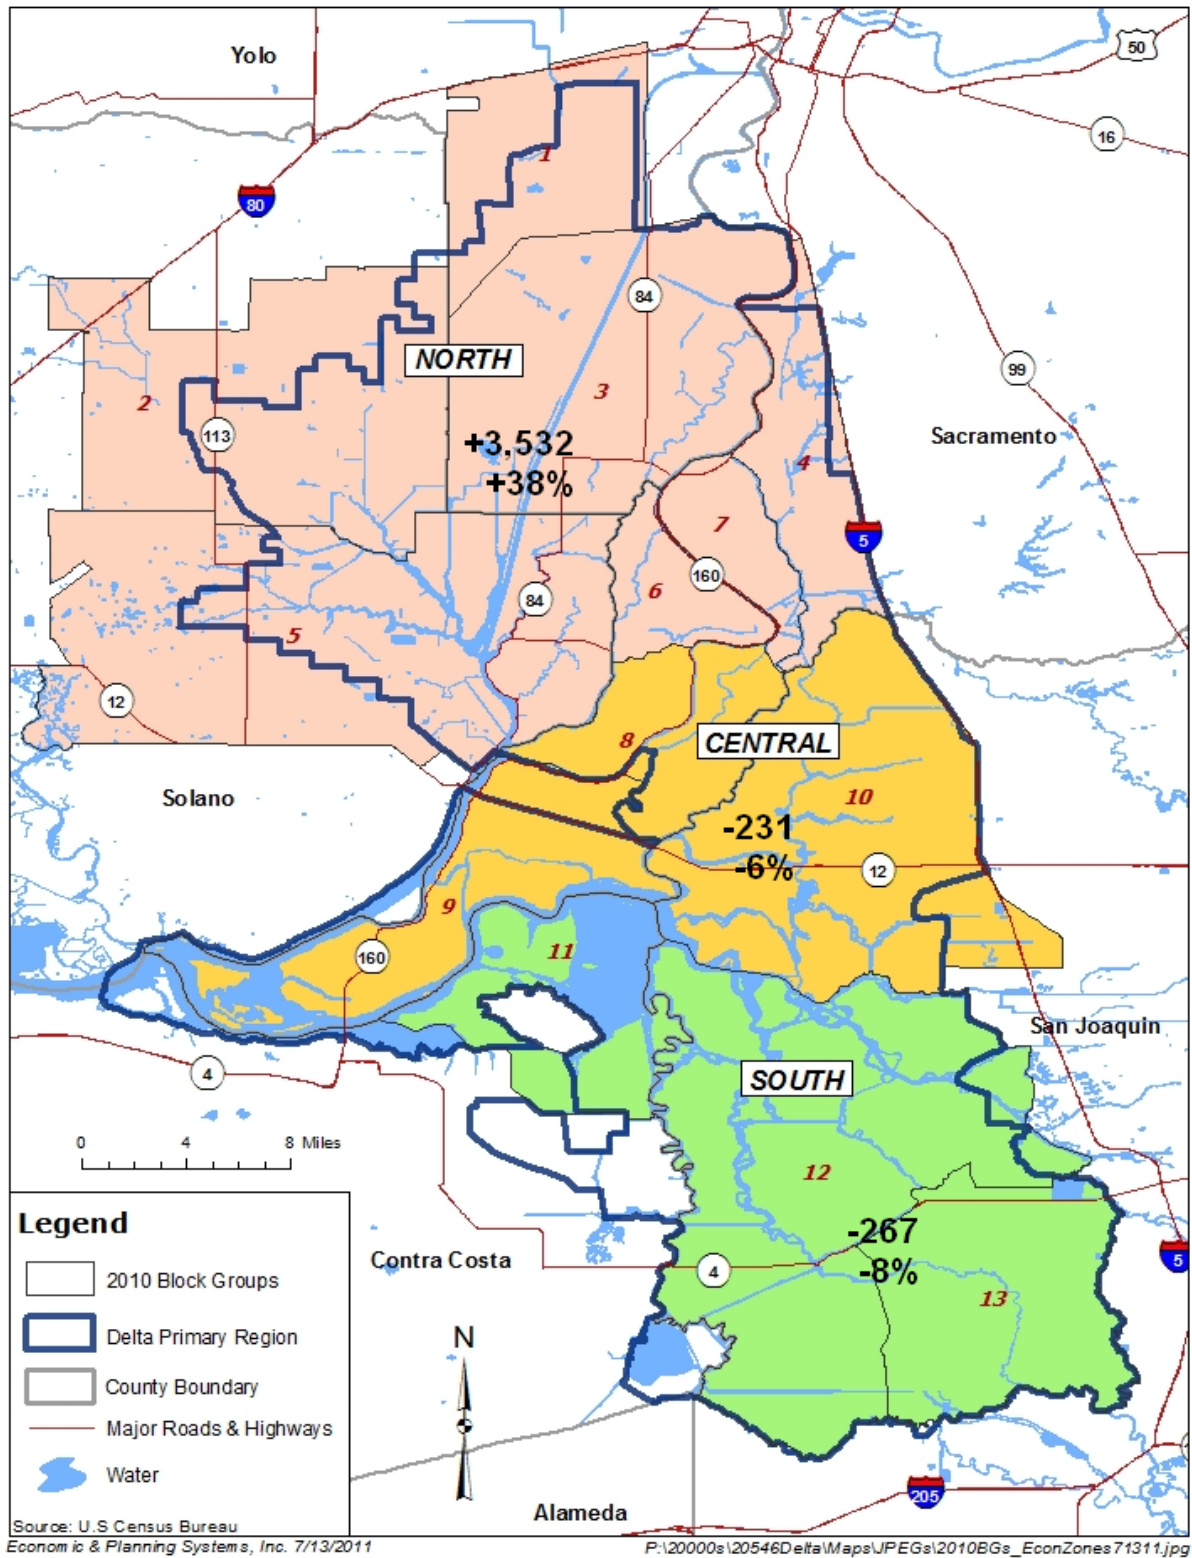 Yolo
50
16
80
1
84
NORTH
99
3
2
113
Sacramento
+3,532
+38%
4
7
5
160
6
84
5
12
8
CENTRAL
Solano
10
-231
-6%
12
9
11
160
San Joaquin
4
SOUTH
0 4 8 Miles
12
Legend
-267
-8%
5
Contra Costa
4
2010 Block Groups
13
Delta Primary Region
N
County Boundary
Major Roads & Highways
Water
205
Alameda
Source: U.S Census Bureau
Economic & Planning Systems, Inc. 7/13/2011
P:\20000s\20546Delta\Maps\JPEGs\2010BGs_EconZones71311.jpg